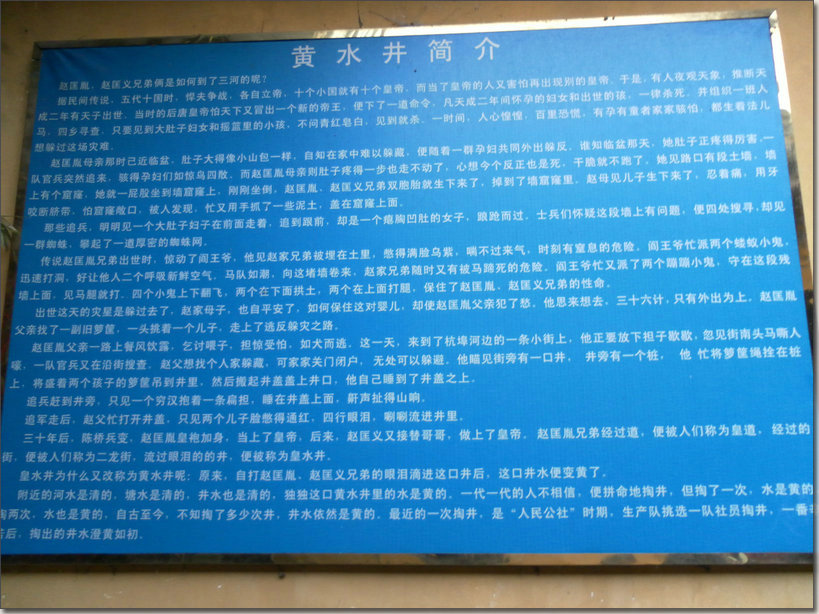 黄水井简介
赵匡胤，赵匡义兄弟俩是如何到了三河的呢？
据民间传说，五代十国时，悍夫争战，各自立帝，十个小国就有十个皇帝，而当了皇帝的人又害怕再出现别的皇帝，于是，有人夜观天象，推断天
成二年有天子出世，当时的后唐皇帝怕天下又冒出一个新的帝王，便下了一道命令，凡天成二年间怀孕的妇女和出世的孩，一律杀死，并组织一班人
马，四乡寻查，只要见到大肚子妇女和摇篮里的小孩，不问青红皂白，见到就杀，一时间，人心惶惶，百里恐慌，有孕有童者家家骇怕，都生着法儿
想躲过这场灾难。
赵匡胤母亲那时已近临盆，肚子大得像小山包一样，自知在家中难以躲藏，便随着一群孕妇共同外出躲反，谁知临盆那天，她肚子正疼得厉害，一
队官兵突然追来，骇得孕妇们如惊鸟四散，而赵匡胤母亲则肚子疼得一步也走不动了，心想今个反正也是死，干脆就不跑了，她见路口有段土墙，墙
上有个窟窿，她就一屁股坐到墙窟窿上，刚刚坐倒，赵匡胤、赵匡义兄弟双胞胎就生下来了，掉到了墙窟窿里，赵母见儿子生下来了，忍着痛，用牙
咬断脐带，怕窟窿敞口，被人发现，忙又用手抓了一些泥土，盖在窟窿上面。
那些追兵，明明见一个大肚子妇子在前面走着，追到跟前，却是一个瘪胸凹肚的女子，踉跄而过，士兵们怀疑这段墙上有问题，便四处搜寻，却见
一群蜘蛛，攀起了一道厚密的蜘蛛网。
传说赵匡胤兄弟出世时，惊动了阎王爷，他见赵家兄弟被埋在土里，憋得满脸乌紫，喘不过来气，时刻有窒息的危险，阎王爷忙派两个蝼蚁小鬼，
迅速打洞，好让他人二个呼吸新鲜空气，马队如潮，向这堵墙卷来，赵家兄弟随时又有被马蹄死的危险，阎王爷忙又派了两个蹦蹦小鬼，守在这段残
墙上面，见马腿就打，四个小鬼上下翻飞，两个在下面拱土，两个在上面打腿，保住了赵匡胤、赵匡义兄弟的性命。
出世这天的灾星是躲过去了，赵家母子，也自平安了，如何保住这对婴儿，却使赵匡胤父亲犯了愁，他思来想去，三十六计，只有外出为上，赵匡胤
父亲找了一副旧箩筐，一头挑着一个儿子，走上了逃反躲灾之路。
赵匡胤父亲一路上餐风饮露，乞讨喂子，担惊受怕，如犬而逃，这一天，来到了杭埠河边的一条小街上，他正要放下担子歇歇，忽见街南头马嘶人
嚎，一队官兵又在沿街搜查，赵父想找个人家躲藏，可家家关门闭户，无处可以躲避，他瞄见街旁有一口井， 井旁有一个桩， 他 忙将箩筐绳拴在桩
上，将盛着两个孩子的箩筐吊到井里，然后搬起井盖盖上井口，他自己睡到了井盖之上。
追兵赶到井旁，只见一个穷汉抱着一条扁担，睡在井盖上面，鼾声扯得山响。
追军走后，赵父忙打开井盖，只见两个儿子脸憋得通红，四行眼泪，唰唰流进井里。
三十年后，陈桥兵变，赵匡胤皇袍加身，当上了皇帝，后来，赵匡义又接替哥哥，做上了皇帝，赵匡胤兄弟经过道，便被人们称为皇道，经过的
街，便被人们称为二龙街，流过眼泪的的井，便被称为皇水井。
皇水井为什么又改称为黄水井呢：原来，自打赵匡胤、赵匡义兄弟的眼泪滴进这口井后，这口井水便变黄了。
附近的河水是清的，塘水是清的，井水也是清的，独独这口黄水井里的水是黄的，一代一代的人不相信，便拼命地掏井，但掏了一次，水是黄的
掏两次，水也是黄的，自古至今，不知掏了多少次井，井水依然是黄的，最近的一次掏井，是“人民公社”时期，生产队挑选一队社员掏井，一番
后，掏出的井水澄黄如初。